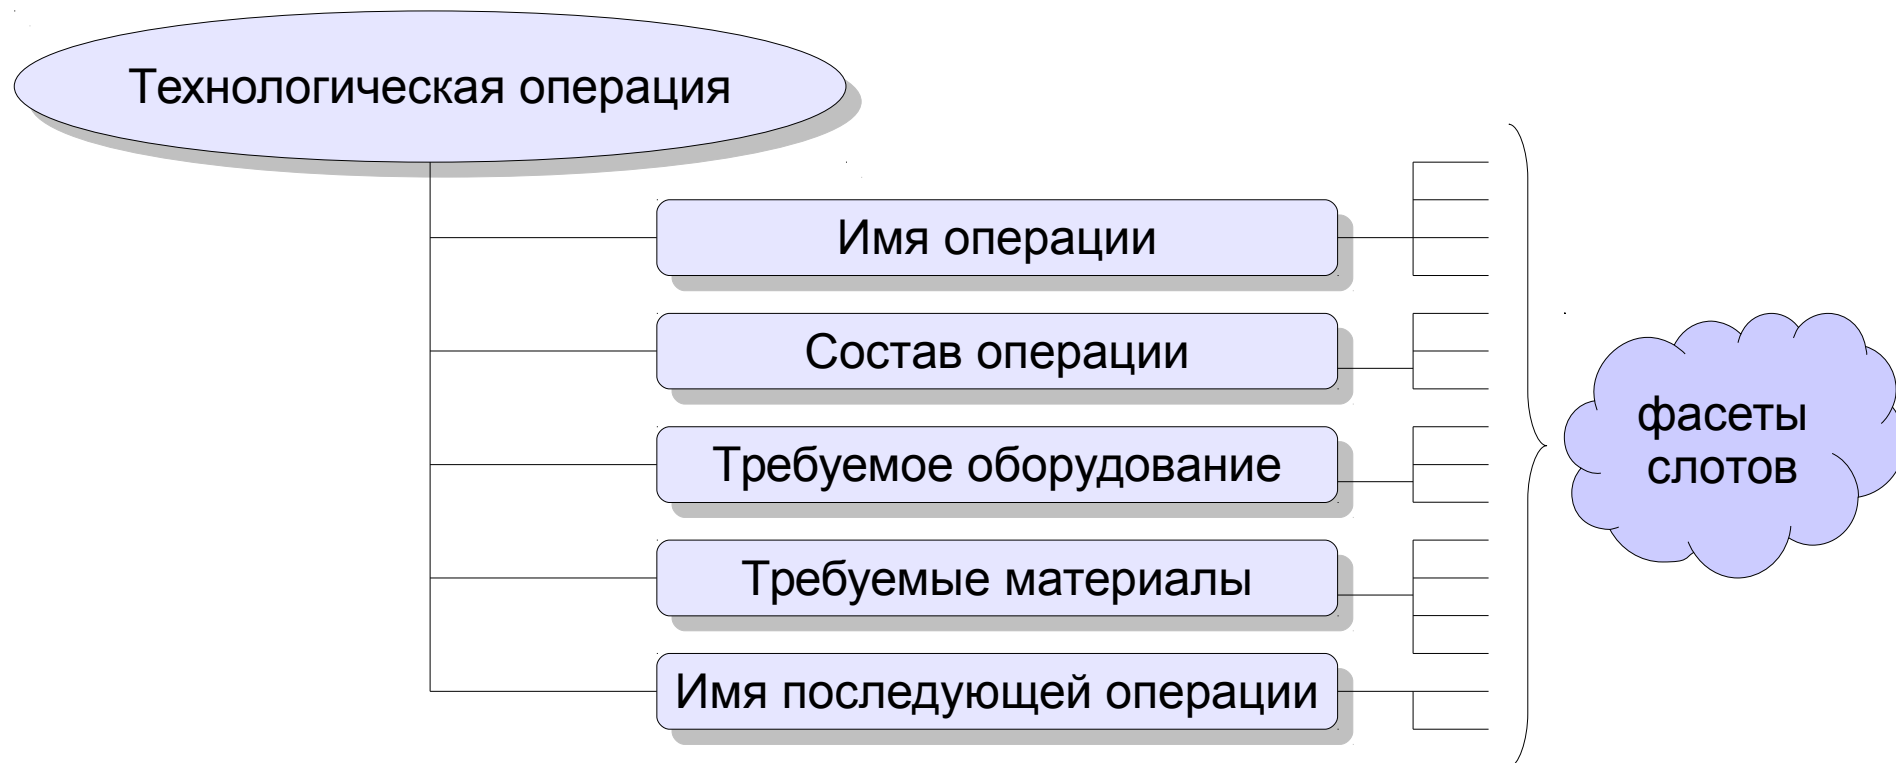 Технологическая операция
Имя операции
Состав операции
Требуемое оборудование
Требуемые материалы
Имя последующей операции
фасеты
слотов